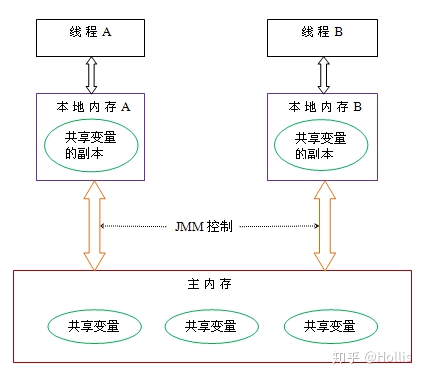 线程 A
线程 B
本地内存 A
本地内存 B
共享变量
的副本
共享变量
的副本
JMM 控制
主内存
共享变量
共享变量
共享变量
知乎 @Hollis